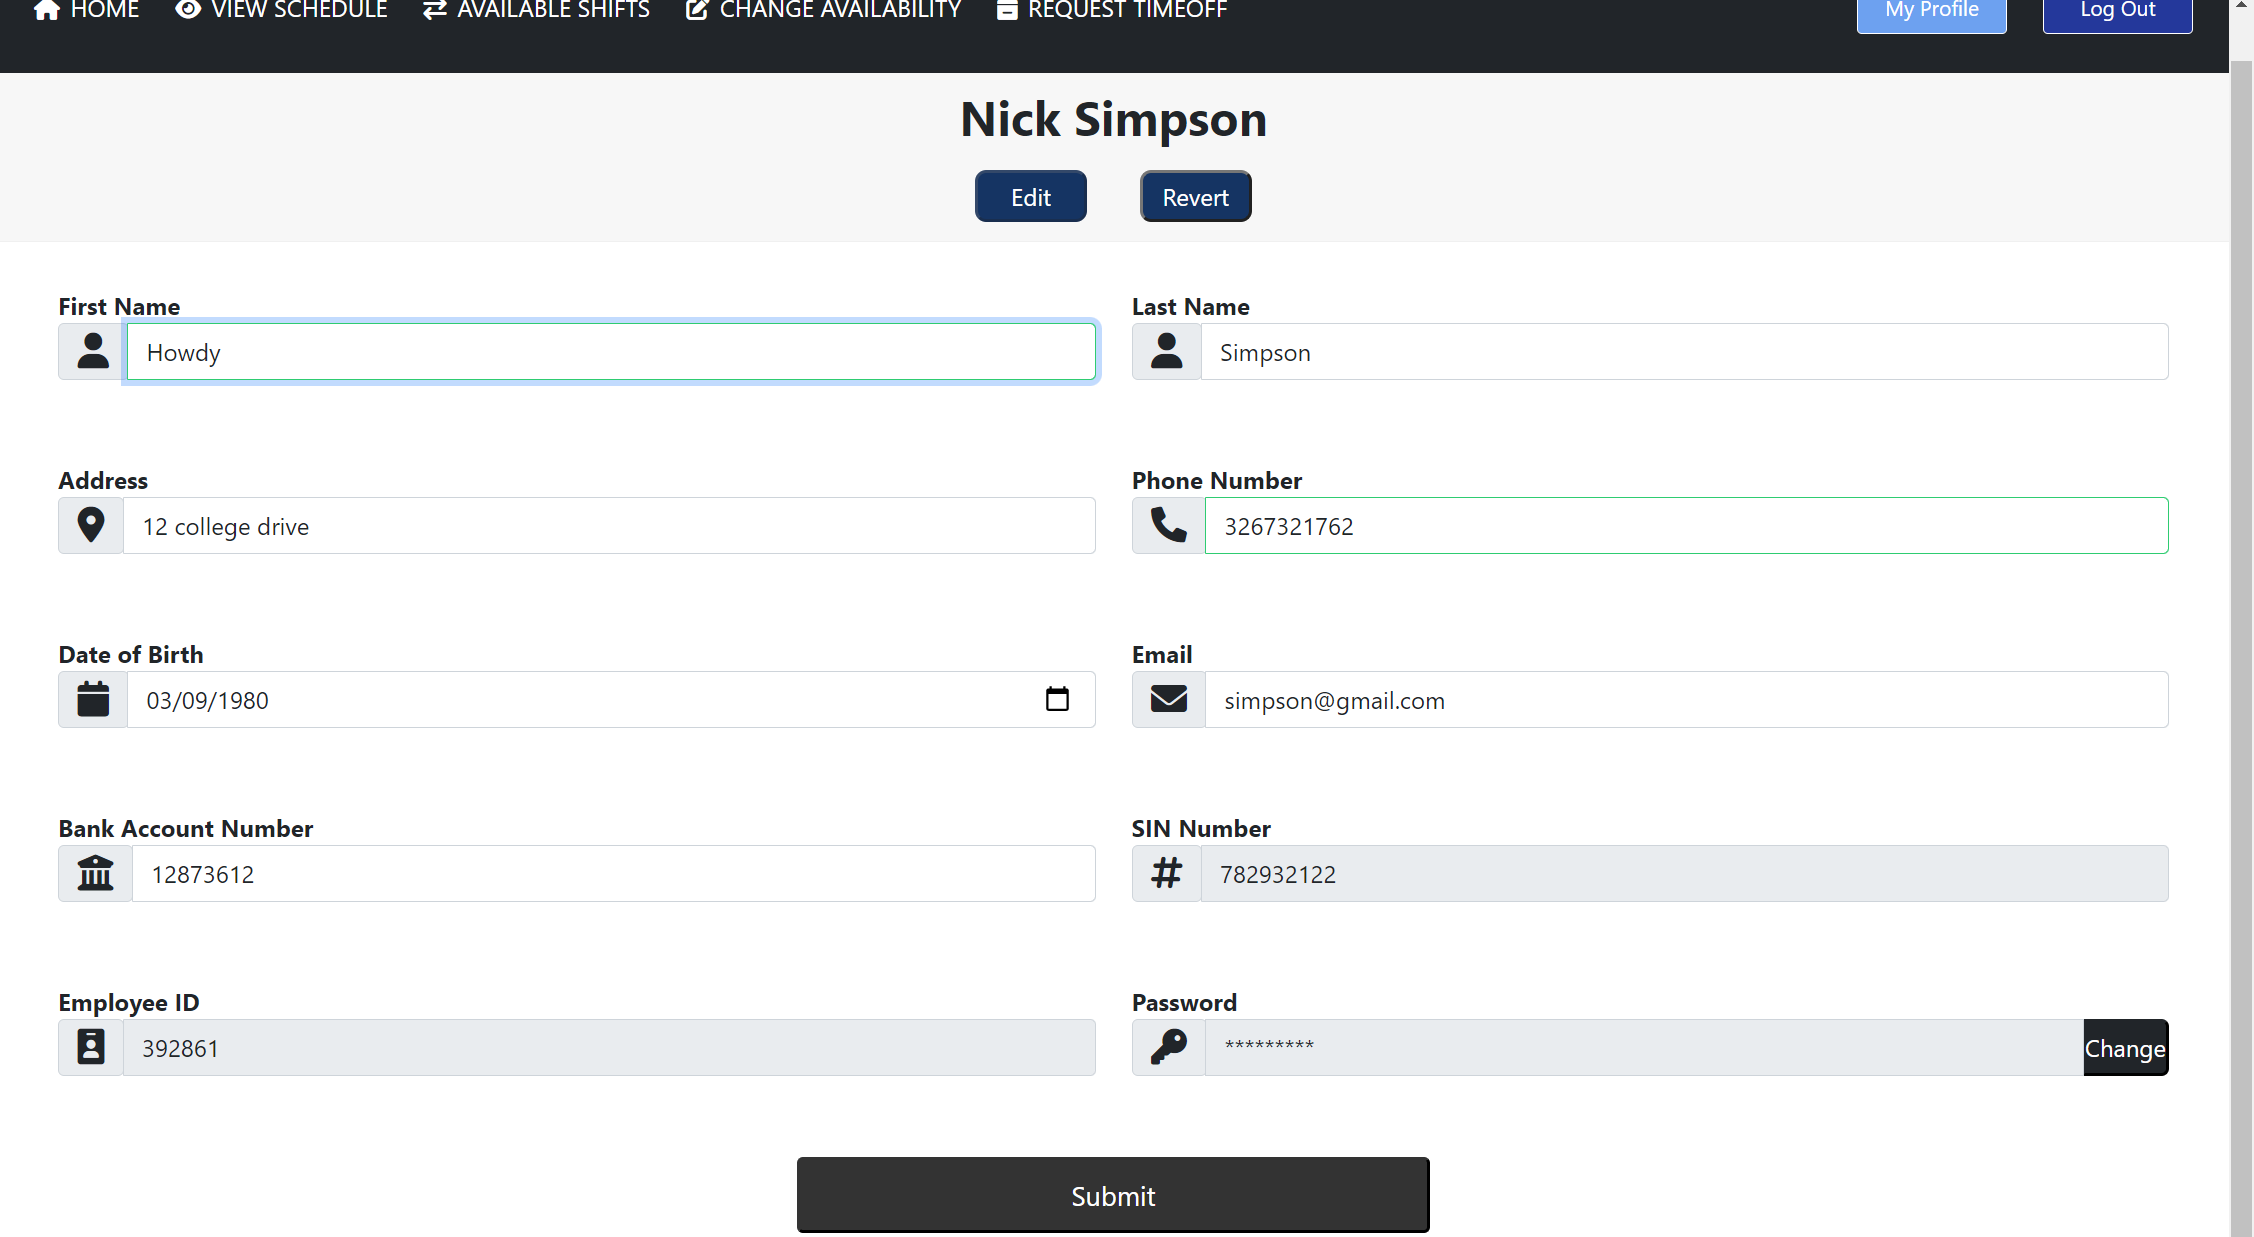 HOME VIEW SCHEDULE AVAILABLE SHIFTS CHANGE AVAILABILITY REQUEST TIMEOFF My Profile Log Out
Nick Simpson
Edit Revert
First Name Last Name
Howdy Simpson
Address Phone Number
12 college drive 3267321762
Date of Birth Email
03/09/1980 simpson@gmail.com
Bank Account Number SIN Number
12873612 782932122
Employee ID Password
392861 ********* Change
Submit